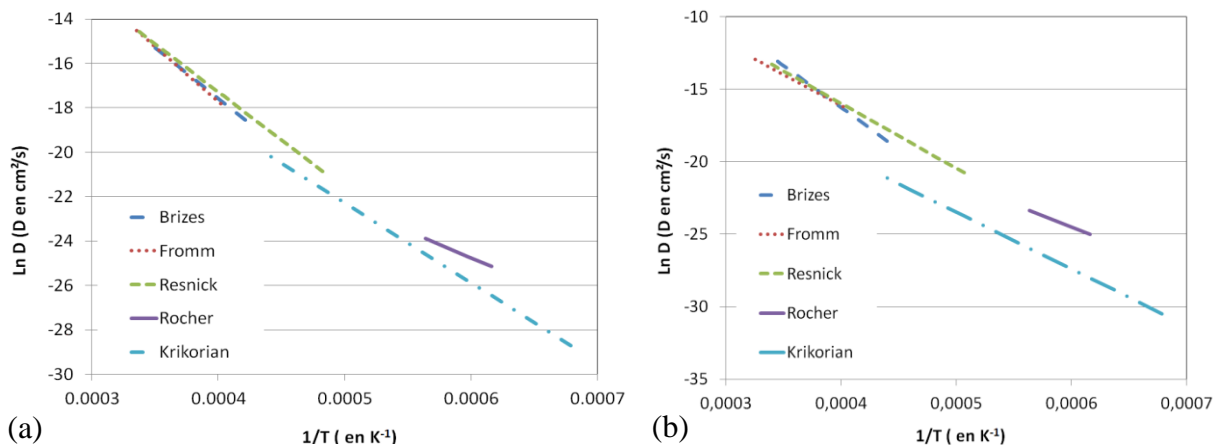 -14
-16
-18
-20
-22
-24
-26
-28
-30
Ln D (D en cm²/s)
Brizes
Fromm
Resnick
Rocher
Krikorian
0.0003 0.0004 0.0005 0.0006 0.0007
1/T ( en K⁻¹)
(a)
-10
-15
-20
-25
-30
-35
Ln D (D en cm²/s)
Brizes
Fromm
Resnick
Rocher
Krikorian
0,0003 0,0004 0,0005 0,0006 0,0007
1/T ( en K⁻¹)
(b)